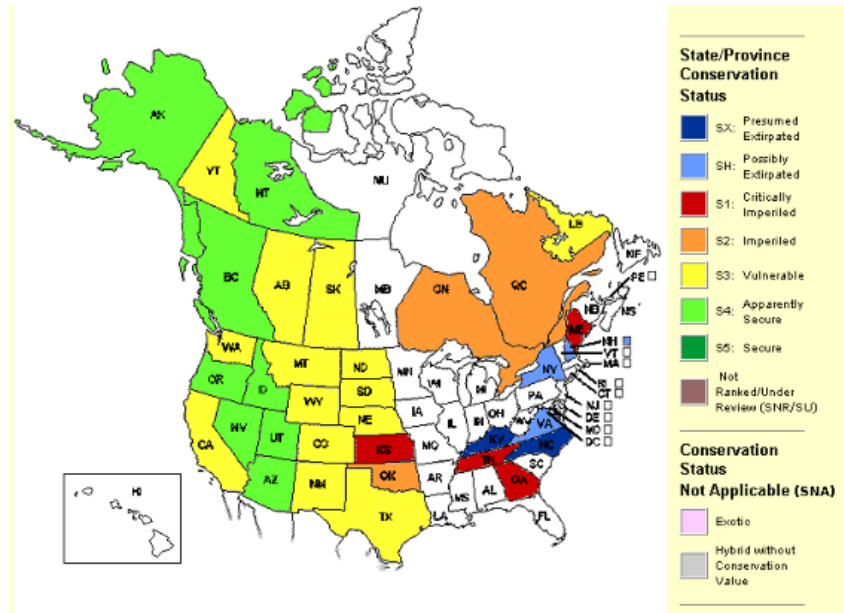 AK
YT
NT
NU
BC
AB
SK
MB
ON
QC
LB
NF
PE
NB
NS
ME
NH
VT
MA
RI
CT
NJ
DE
MD
DC
WA
MT
ND
MN
WI
MI
NY
OR
ID
WY
SD
IA
IL
IN
OH
PA
NE
NV
UT
CO
KS
MO
KY
WV
VA
CA
AZ
NM
OK
AR
TN
NC
SC
TX
LA
MS
AL
GA
FL
HI
State/Province
Conservation
Status
SX: Presumed
Extirpated
SH: Possibly
Extirpated
S1: Critically
Imperiled
S2: Imperiled
S3: Vulnerable
S4: Apparently
Secure
S5: Secure
Not
Ranked/Under
Review (SNR/SU)
Conservation
Status
Not Applicable (SNA)
Exotic
Hybrid without
Conservation
Value